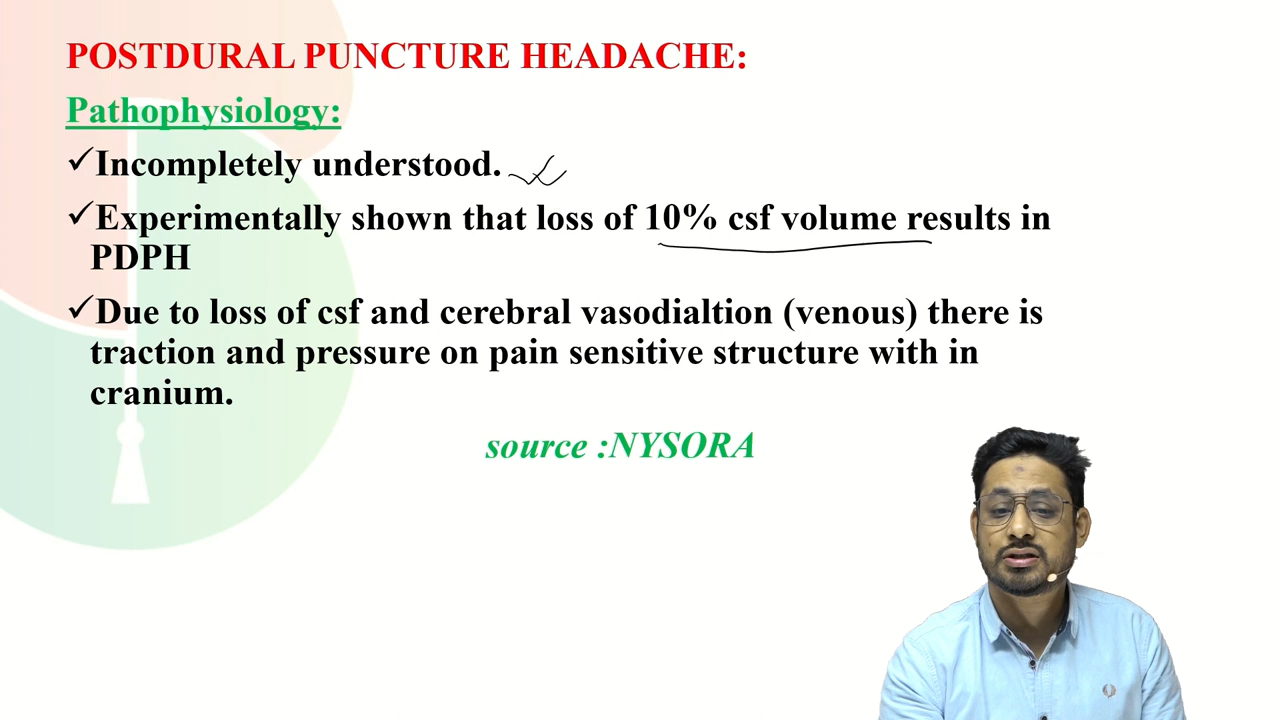 POSTDURAL PUNCTURE HEADACHE:
Pathophysiology:
✓Incompletely understood.
✓Experimentally shown that loss of 10% csf volume results in
PDPH
✓Due to loss of csf and cerebral vasodialtion (venous) there is
traction and pressure on pain sensitive structure with in
cranium.
source :NYSORA